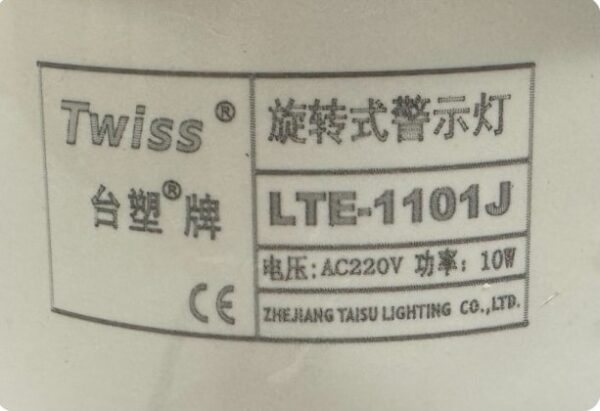 Twiss®
台塑®牌
CE
旋转式警示灯
LTE-1101J
电压:AC220V 功率: 10W
ZHEJIANG TAISU LIGHTING CO.,LTD.